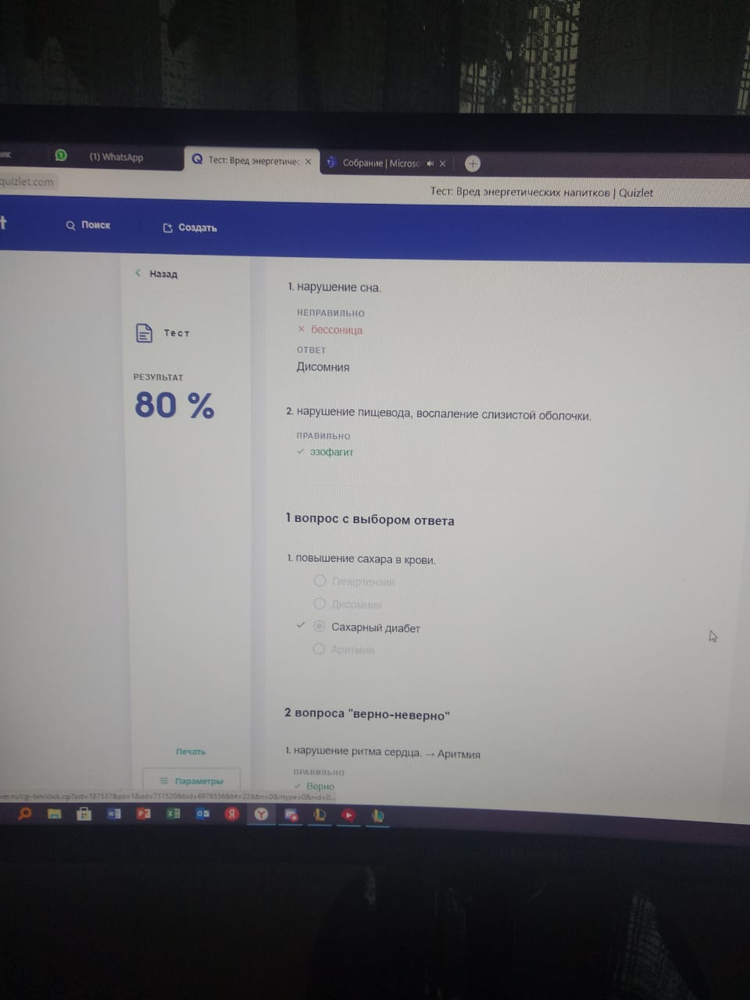 (1) WhatsApp
Тест: Вред энергетичес
Собрание | Microso
quizlet.com
Тест: Вред энергетических напитков | Quizlet
t
Поиск
Создать
Назад
Тест
РЕЗУЛЬТАТ
80 %
1. нарушение сна.
НЕПРАВИЛЬНО
× бессоница
ОТВЕТ
Дисомния
2. нарушение пищевода, воспаление слизистой оболочки.
ПРАВИЛЬНО
✓ эзофагит
1 вопрос с выбором ответа
1. повышение сахара в крови.
Гипертензия
Дисомния
✓ Сахарный диабет
Аритмия
2 вопроса "верно-неверно"
1. нарушение ритма сердца. → Аритмия
ПРАВИЛЬНО
✓ Верно
Печать
Параметры